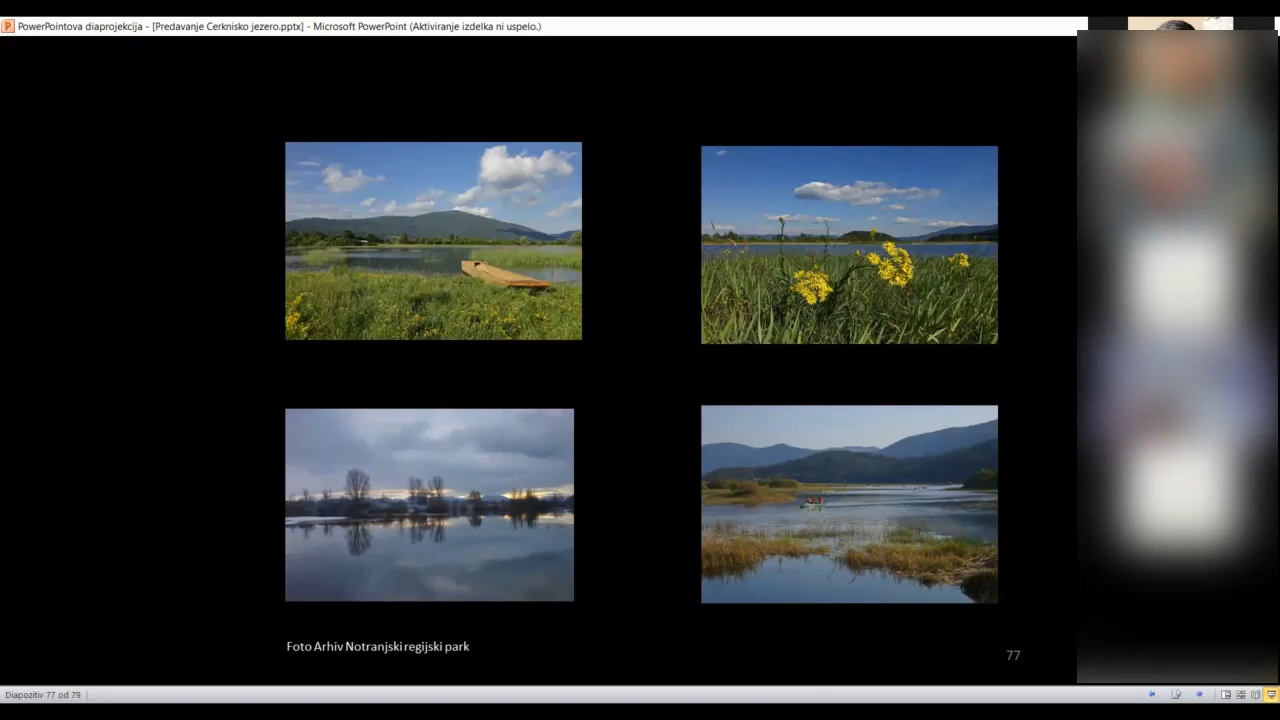 PowerPointova diaprojekcija - [Predavanje Cerknisko jezero.pptx] - Microsoft PowerPoint (Aktiviranje izdelka ni uspelo.)
Foto Arhiv Notranjski regijski park
77
Diapozitiv 77 od 79